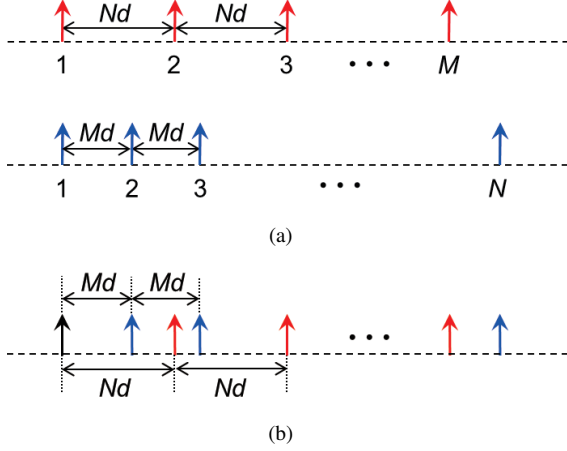 Nd Nd
1 2 3 • • • M
Md Md
1 2 3 • • • N
(a)
Md Md
• • •
Nd Nd
(b)